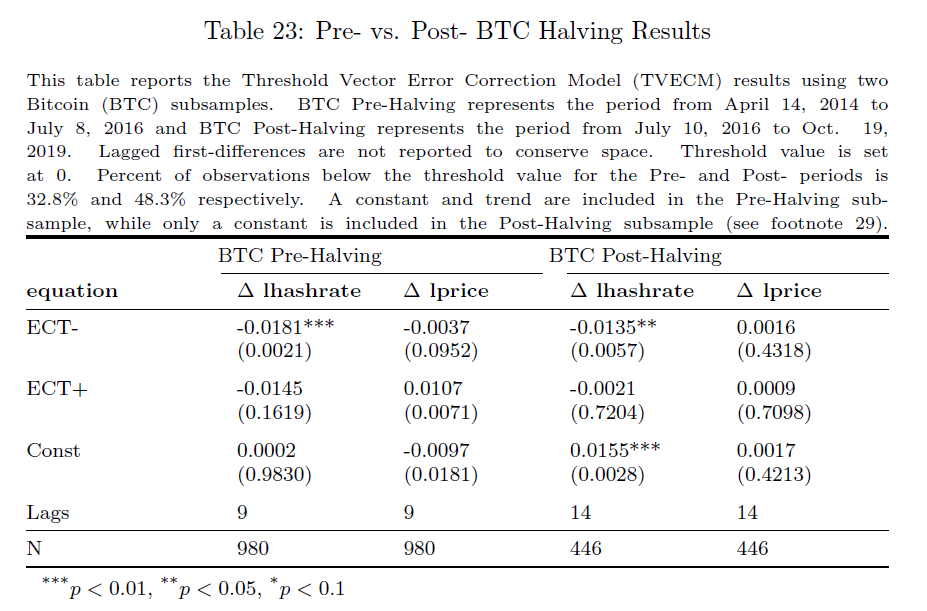 Table 23: Pre- vs. Post- BTC Halving Results
This table reports the Threshold Vector Error Correction Model (TVECM) results using two
Bitcoin (BTC) subsamples. BTC Pre-Halving represents the period from April 14, 2014 to
July 8, 2016 and BTC Post-Halving represents the period from July 10, 2016 to Oct. 19,
2019. Lagged first-differences are not reported to conserve space. Threshold value is set
at 0. Percent of observations below the threshold value for the Pre- and Post- periods is
32.8% and 48.3% respectively. A constant and trend are included in the Pre-Halving sub-
sample, while only a constant is included in the Post-Halving subsample (see footnote 29).
BTC Pre-Halving BTC Post-Halving
equation Δ lhashrate Δ lprice Δ lhashrate Δ lprice
ECT- -0.0181*** -0.0037 -0.0135** 0.0016
(0.0021) (0.0952) (0.0057) (0.4318)
ECT+ -0.0145 0.0107 -0.0021 0.0009
(0.1619) (0.0071) (0.7204) (0.7098)
Const 0.0002 -0.0097 0.0155*** 0.0017
(0.9830) (0.0181) (0.0028) (0.4213)
Lags 9 9 14 14
N 980 980 446 446
***p < 0.01, **p < 0.05, *p < 0.1